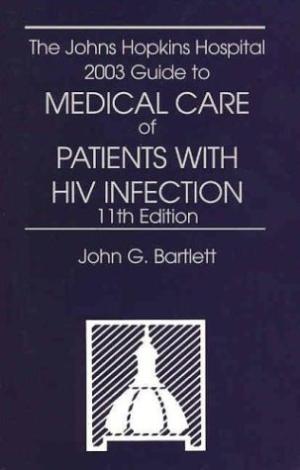 The Johns Hopkins Hospital
2003 Guide to
MEDICAL CARE
of
PATIENTS WITH
HIV INFECTION
11th Edition
John G. Bartlett